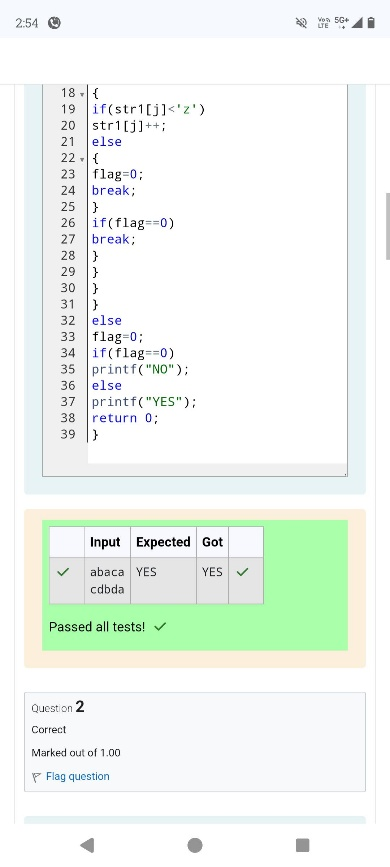 2:54
Vo))
LTE
5G+
18 {
19 if(str1[j]<'z')
20 str1[j]++;
21 else
22 {
23 flag=0;
24 break;
25 }
26 if(flag==0)
27 break;
28 }
29 }
30 }
31 }
32 else
33 flag=0;
34 if(flag==0)
35 printf("NO");
36 else
37 printf("YES");
38 return 0;
39 }
Input Expected Got
abaca YES YES
cdbda
Passed all tests!
Question 2
Correct
Marked out of 1.00
Flag question